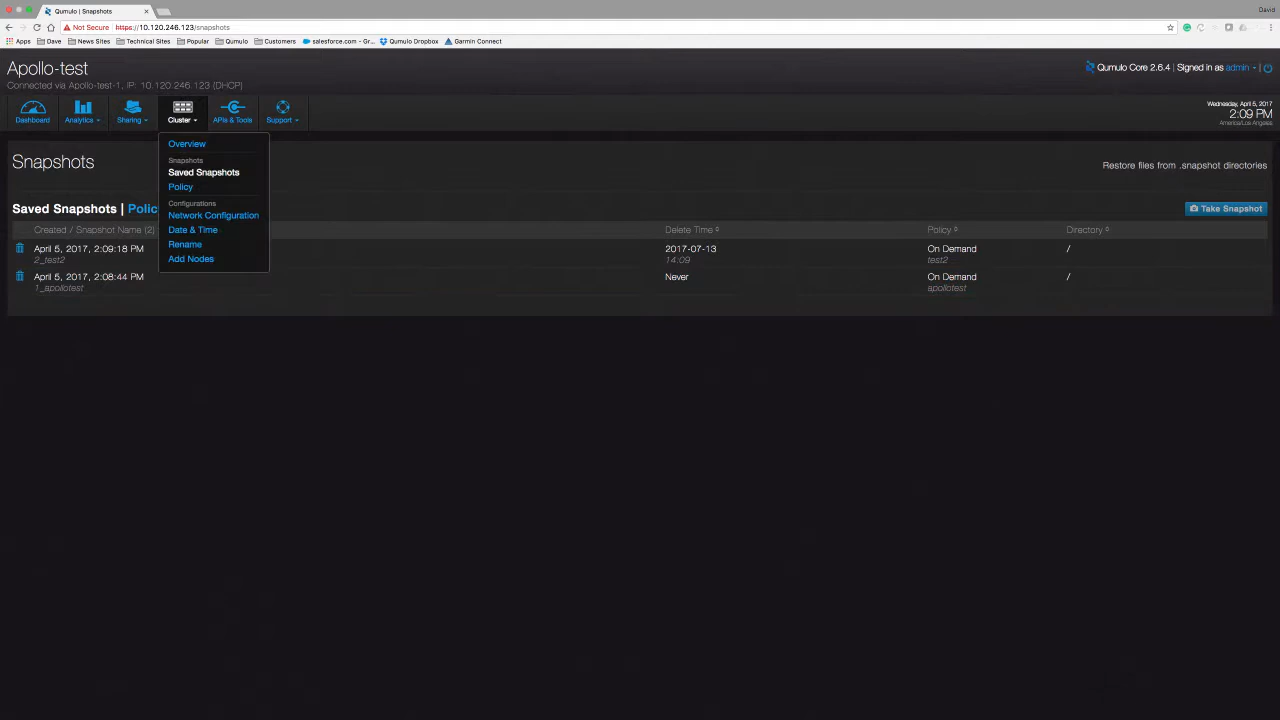 Qumulo | Snapshots
David
Not Secure | https://10.120.246.123/snapshots
Apps Dave News Sites Technical Sites Popular Qumulo Customers salesforce.com - Gr... Qumulo Dropbox Garmin Connect
Apollo-test
Connected via Apollo-test-1, IP: 10.120.246.123 (DHCP)
Qumulo Core 2.6.4 | Signed in as admin
Dashboard Analytics Sharing Cluster APIs & Tools Support
Wednesday, April 5, 2017
2:09 PM
America/Los Angeles
Overview
Snapshots
Saved Snapshots
Policy
Configurations
Network Configuration
Date & Time
Rename
Add Nodes
Snapshots
Restore files from .snapshot directories
Saved Snapshots | Polic
Take Snapshot
Created / Snapshot Name (2) Delete Time Policy Directory
April 5, 2017, 2:09:18 PM 2017-07-13 On Demand /
2_test2 14:09 test2
April 5, 2017, 2:08:44 PM Never On Demand /
1_apollotest apollotest